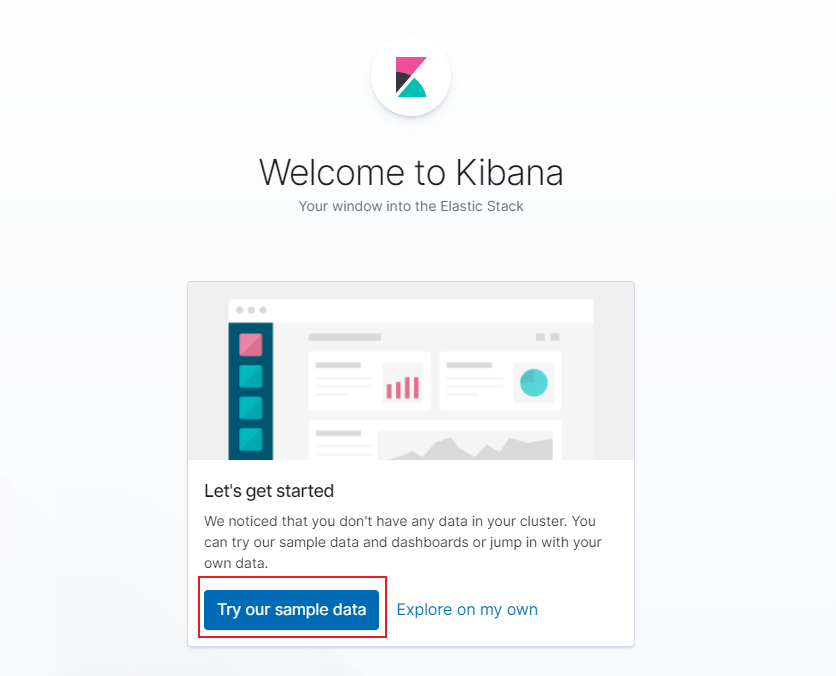 Welcome to Kibana
Your window into the Elastic Stack
Let's get started
We noticed that you don't have any data in your cluster. You
can try our sample data and dashboards or jump in with your
own data.
Try our sample data
Explore on my own